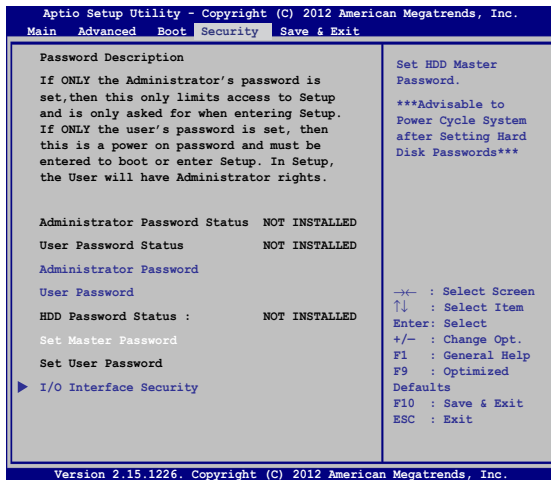 Aptio Setup Utility - Copyright (C) 2012 American Megatrends, Inc.
Main Advanced Boot Security Save & Exit
Password Description
If ONLY the Administrator's password is
set,then this only limits access to Setup
and is only asked for when entering Setup.
If ONLY the user's password is set, then
this is a power on password and must be
entered to boot or enter Setup. In Setup,
the User will have Administrator rights.
Administrator Password Status NOT INSTALLED
User Password Status NOT INSTALLED
Administrator Password
User Password
HDD Password Status : NOT INSTALLED
Set Master Password
Set User Password
I/O Interface Security
Set HDD Master
Password.
***Advisable to
Power Cycle System
after Setting Hard
Disk Passwords***
→← : Select Screen
↑↓ : Select Item
Enter: Select
+/— : Change Opt.
F1 : General Help
F9 : Optimized
Defaults
F10 : Save & Exit
ESC : Exit
Version 2.15.1226. Copyright (C) 2012 American Megatrends, Inc.